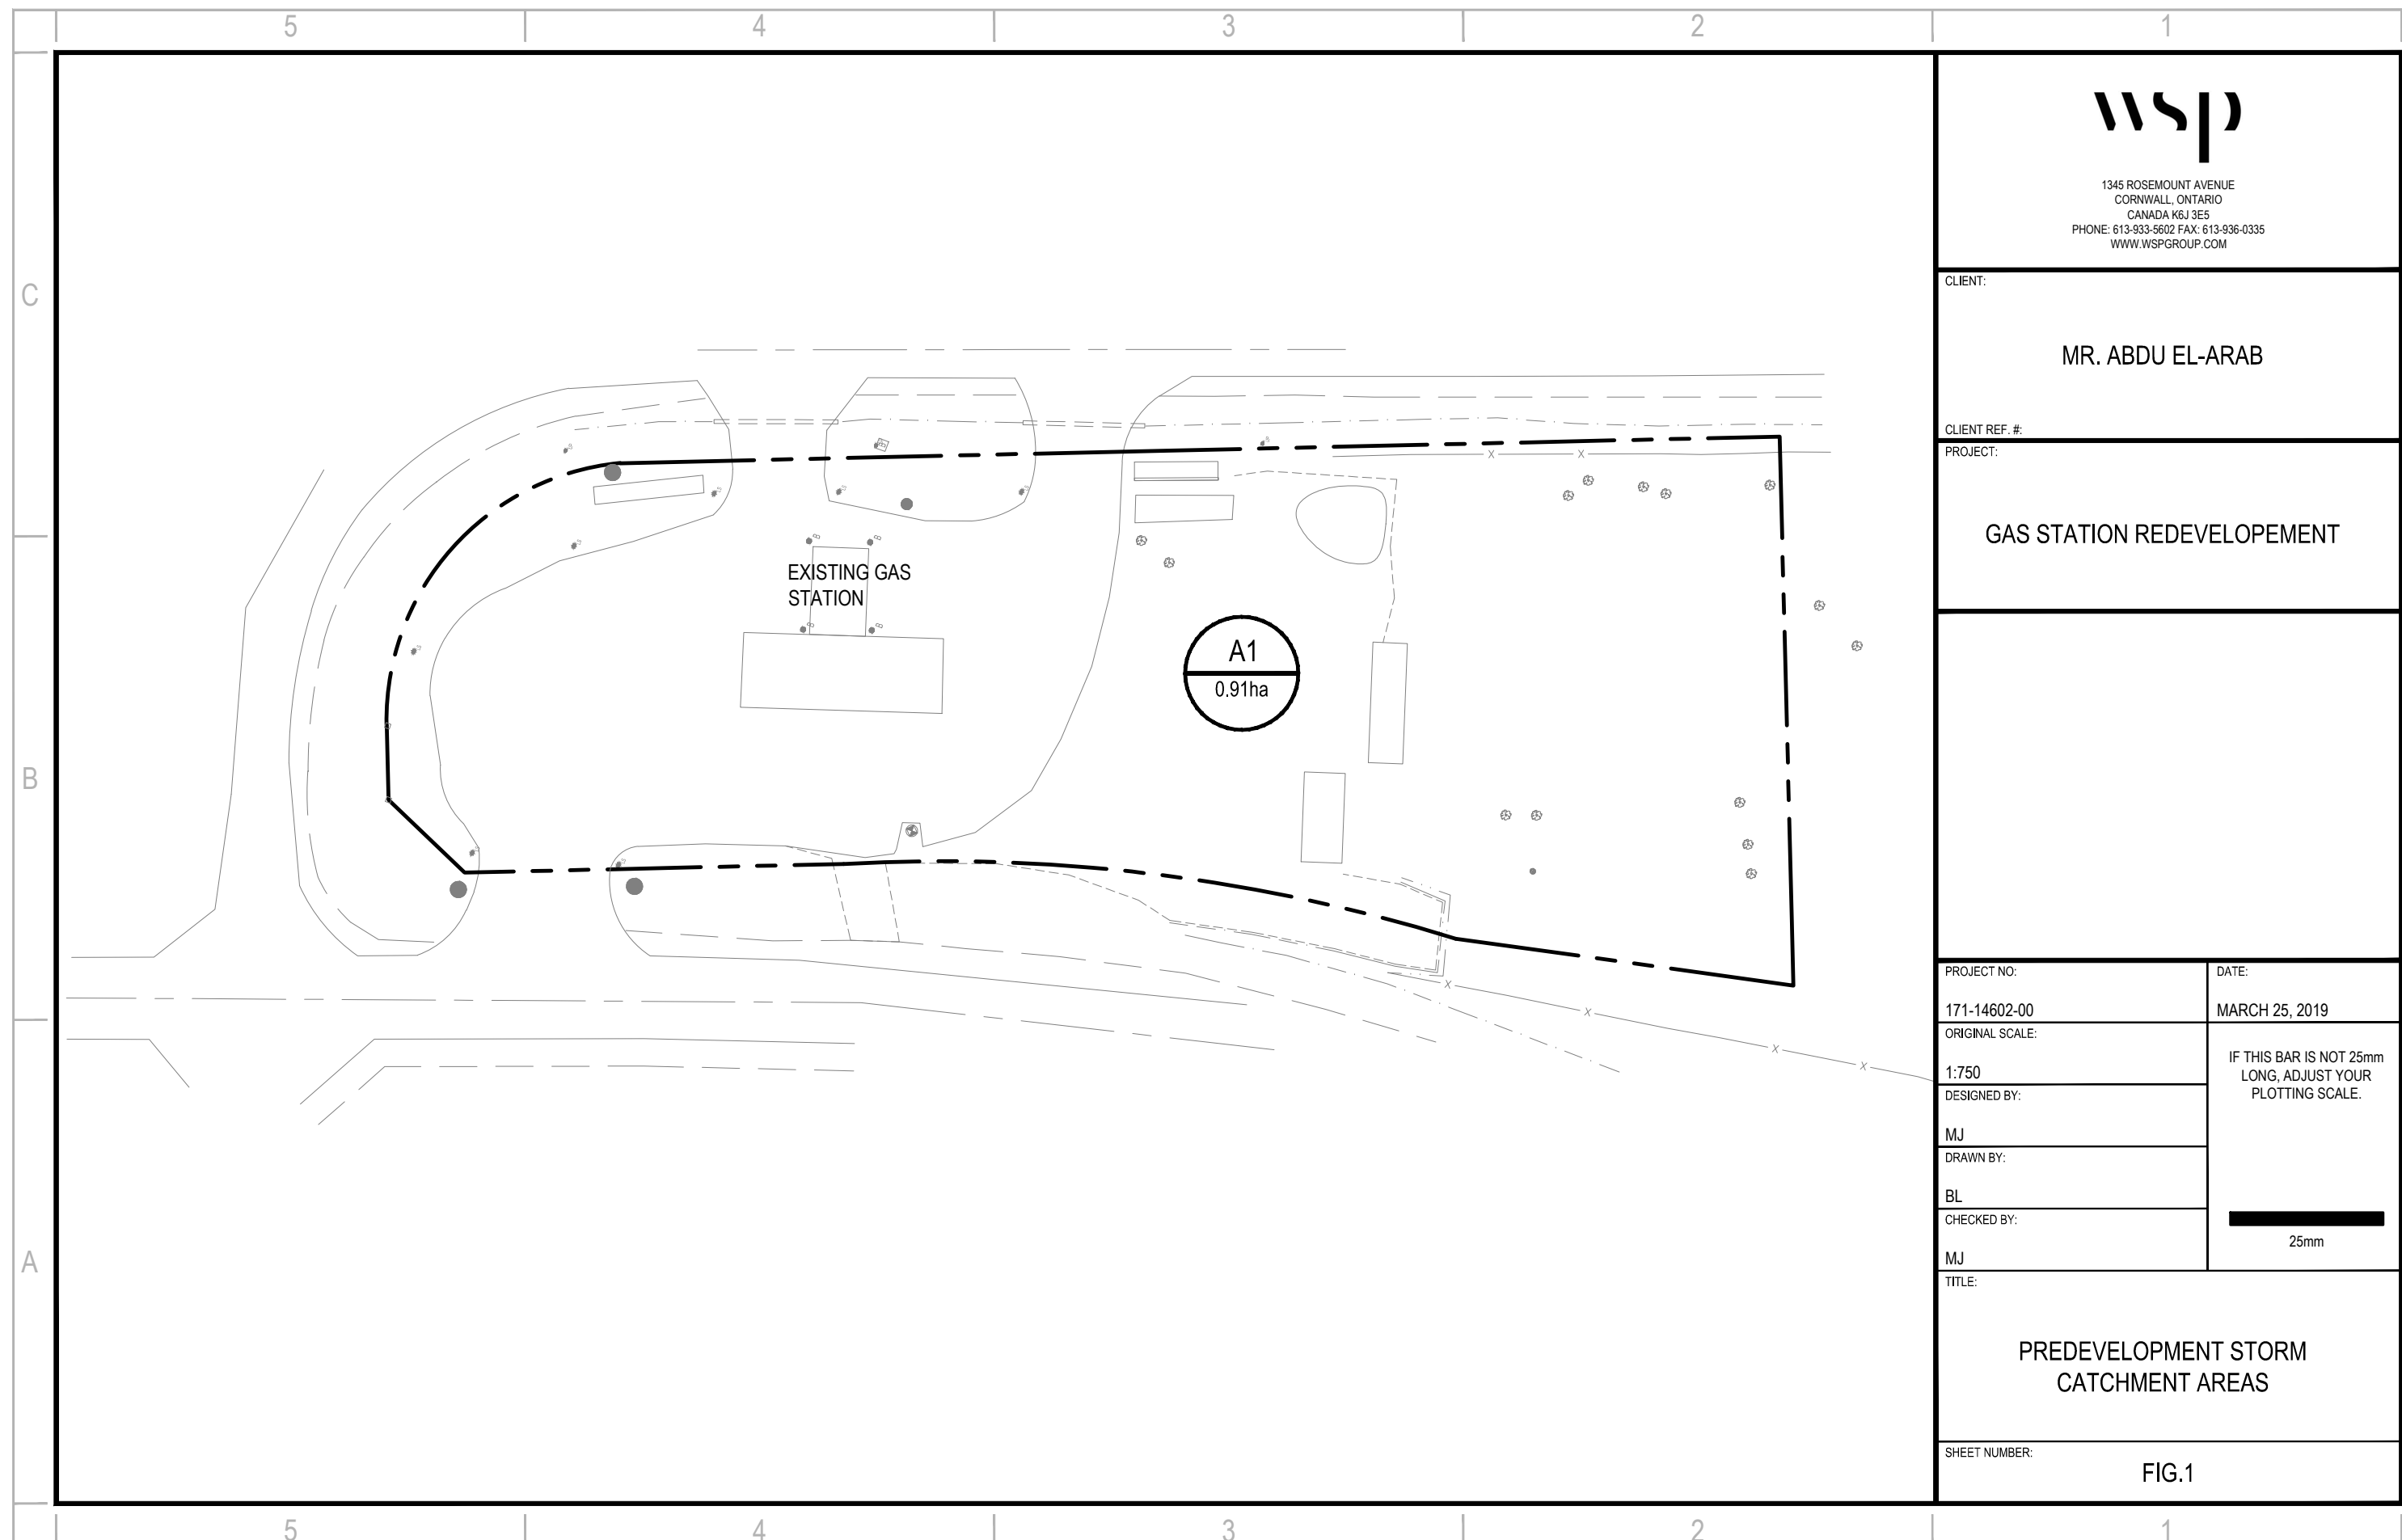 5 4 3 2 1
wsp
1345 ROSEMOUNT AVENUE
CORNWALL, ONTARIO
CANADA K6J 3E5
PHONE: 613-933-5602 FAX: 613-936-0335
WWW.WSPGROUP.COM
CLIENT:
MR. ABDU EL-ARAB
CLIENT REF. #:
PROJECT:
GAS STATION REDEVELOPEMENT
C
B
A
EXISTING GAS
STATION
A1
0.91ha
X X
X X X X
PROJECT NO:
171-14602-00
DATE:
MARCH 25, 2019
ORIGINAL SCALE:
1:750
IF THIS BAR IS NOT 25mm
LONG, ADJUST YOUR
PLOTTING SCALE.
DESIGNED BY:
MJ
DRAWN BY:
BL
CHECKED BY:
MJ
25mm
TITLE:
PREDEVELOPMENT STORM
CATCHMENT AREAS
SHEET NUMBER:
FIG.1
5 4 3 2 1